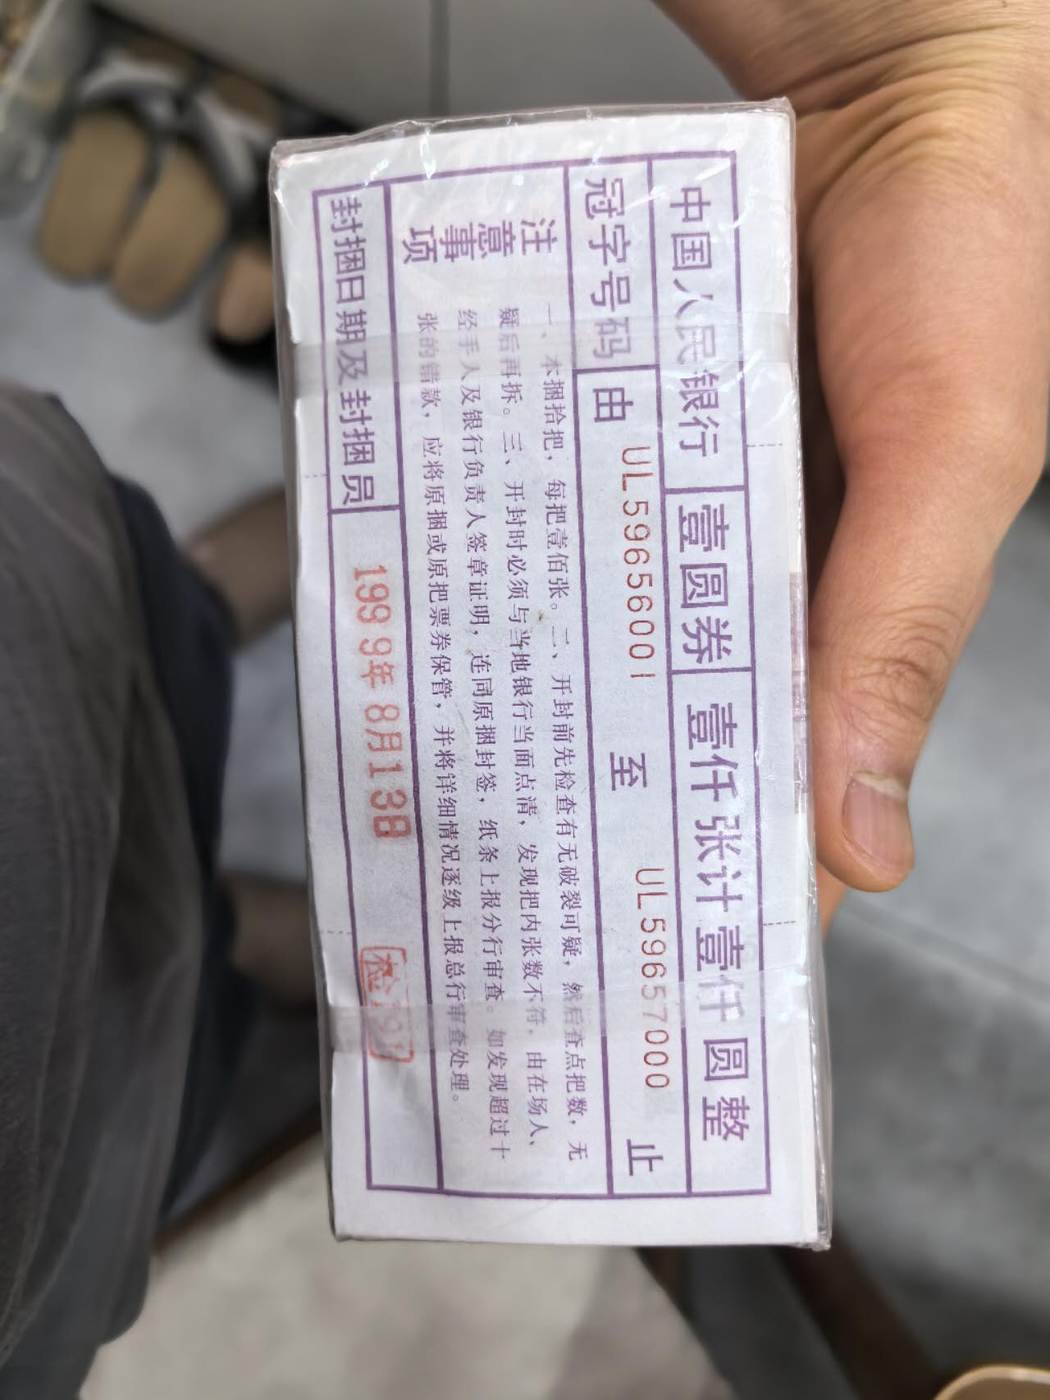 中国人民银行 壹圆券 壹仟张计壹仟圆整
冠字号码 由 UL59656001 至 UL59657000 止
注意事项
一、本捆拾把，每把壹佰张。二、开封前先检查有无破裂可疑，然后查点把数，无
疑后再拆。三、开封时必须与当地银行当面点清，发现把内张数不符，由在场人、
经手人及银行负责人签章证明，连同原捆封签，纸条上报分行审查。如发现超过十
张的错款，应将原捆或原把票券保管，并将详细情况逐级上报总行审查处理。
封捆日期及封捆员 1999年8月13日
检